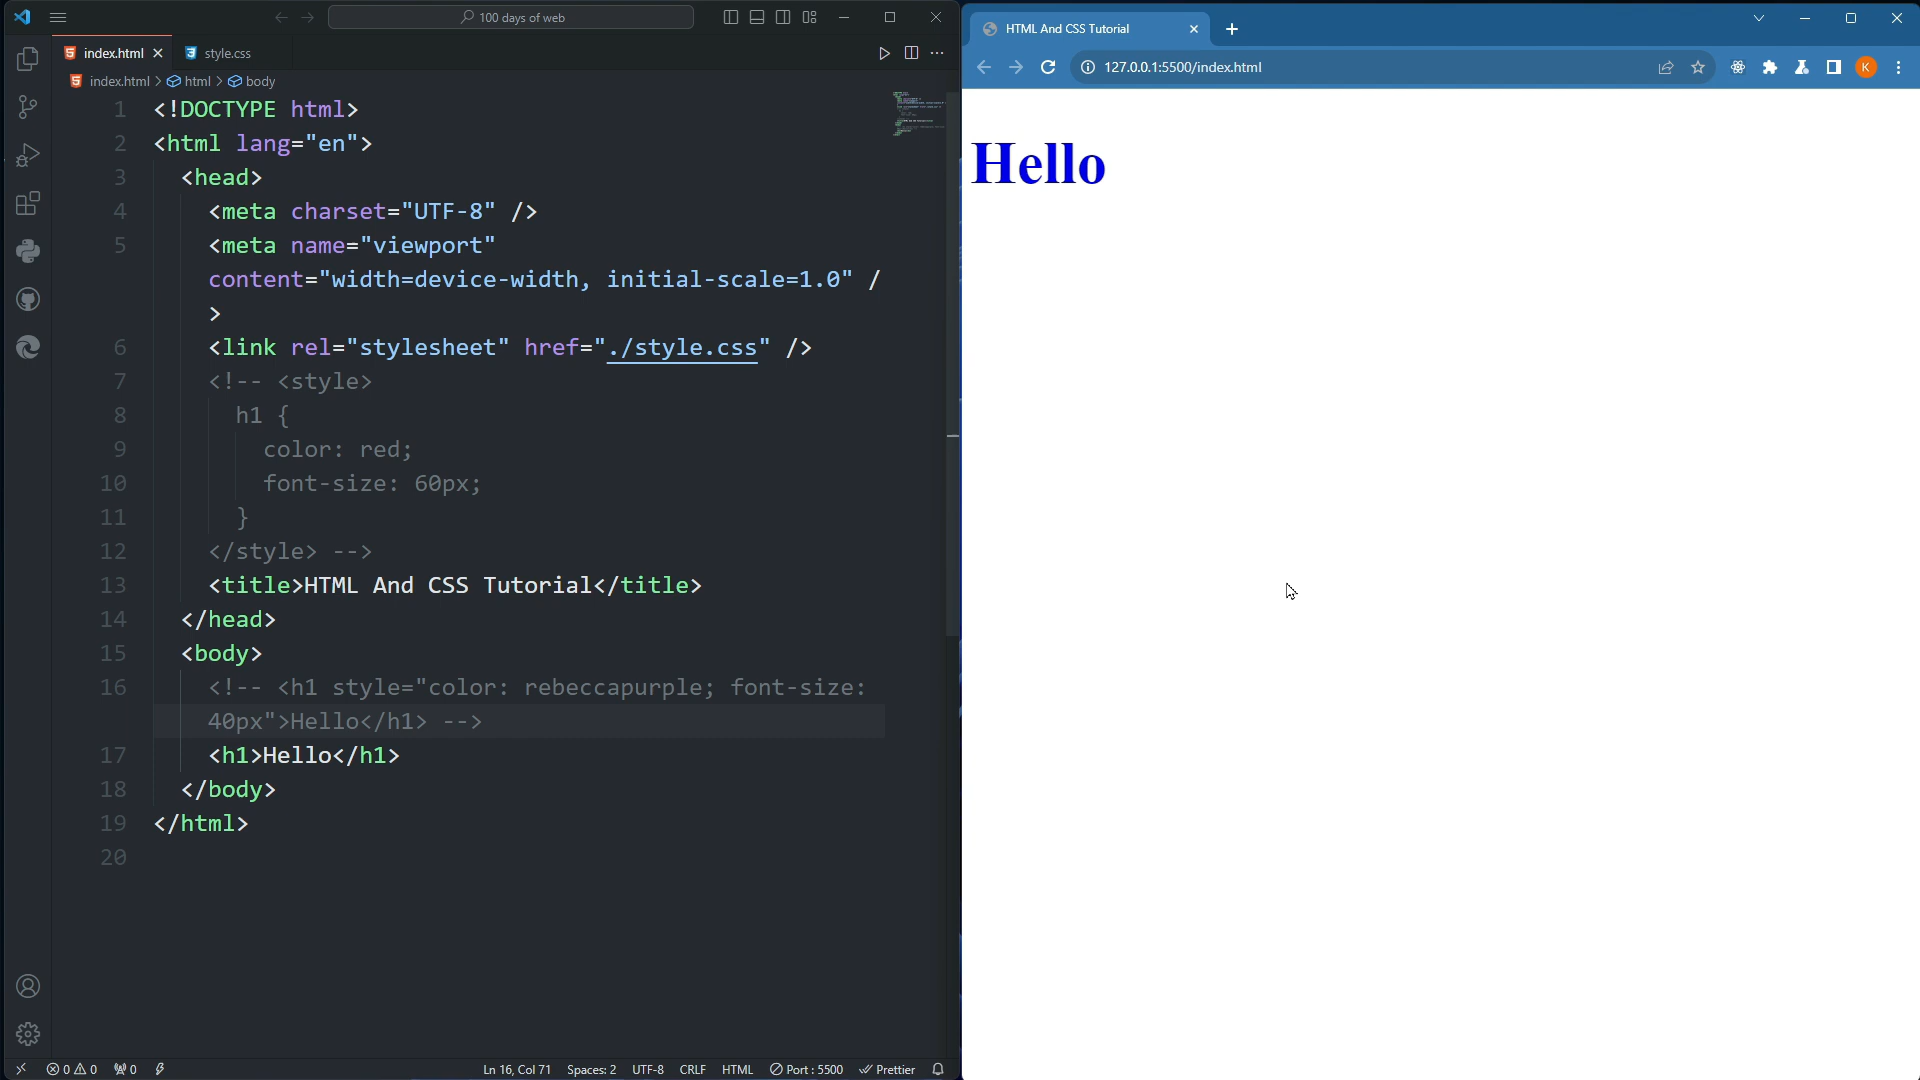 100 days of web
index.html
style.css
index.html > html > body
1 <!DOCTYPE html>
2 <html lang="en">
3 <head>
4 <meta charset="UTF-8" />
5 <meta name="viewport"
content="width=device-width, initial-scale=1.0" /
>
6 <link rel="stylesheet" href="./style.css" />
7 <!-- <style>
8 h1 {
9 color: red;
10 font-size: 60px;
11 }
12 </style> -->
13 <title>HTML And CSS Tutorial</title>
14 </head>
15 <body>
16 <!-- <h1 style="color: rebeccapurple; font-size:
40px">Hello</h1> -->
17 <h1>Hello</h1>
18 </body>
19 </html>
20
0 0 0
Ln 16, Col 71 Spaces: 2 UTF-8 CRLF HTML Port : 5500 Prettier
HTML And CSS Tutorial
127.0.0.1:5500/index.html
K
Hello